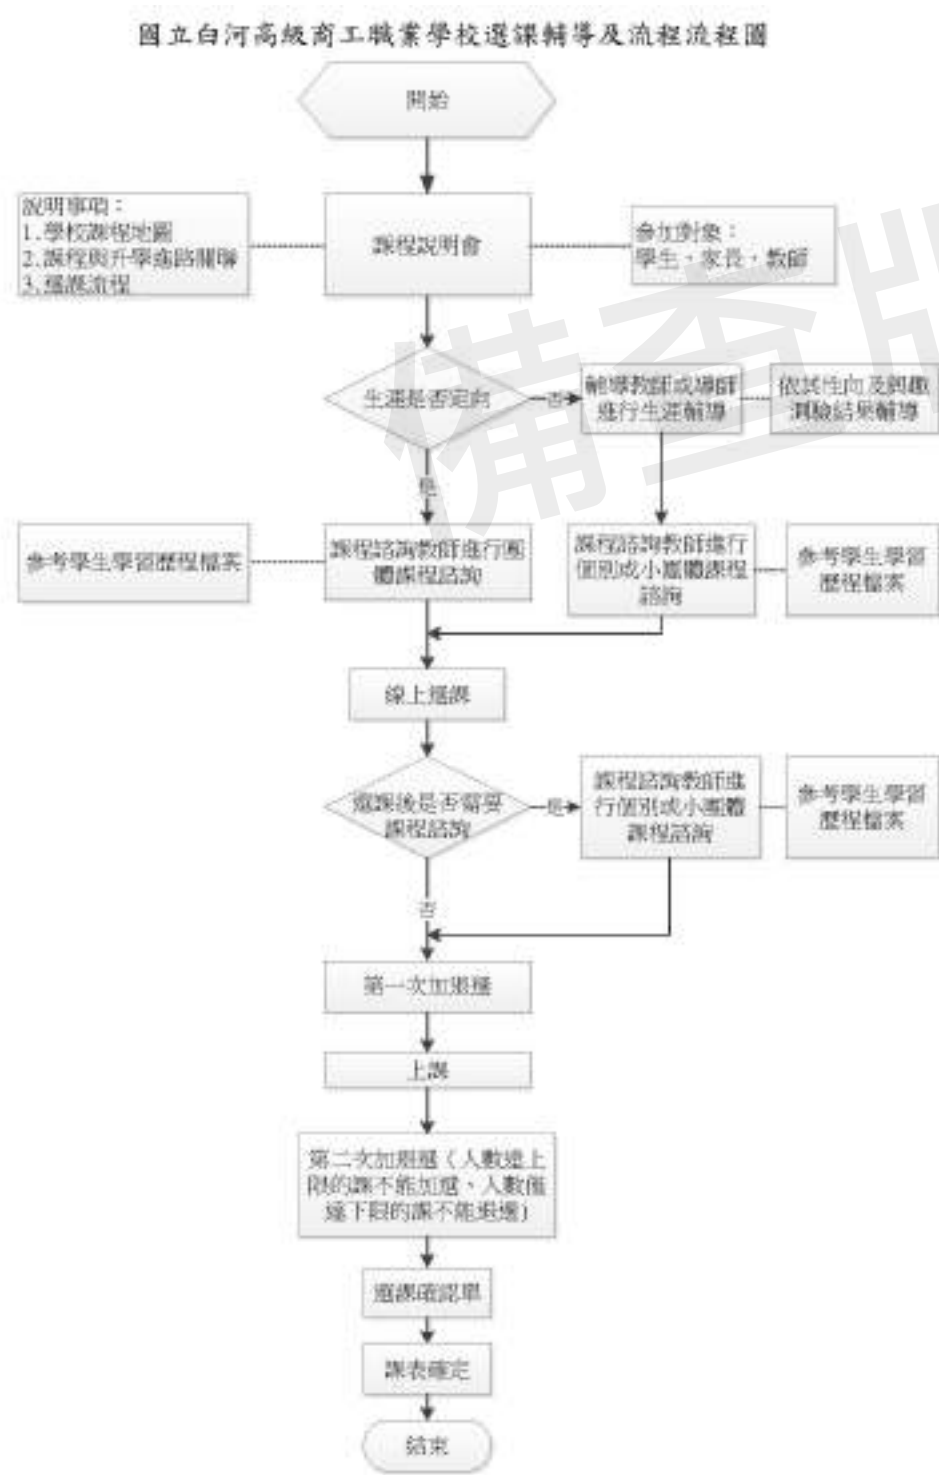 國立白河高級商工職業學校選課輔導及流程流程圖
開始
說明事項：
1.學校課程地圖
2.課程與升學進路關聯
3.選課流程
課程說明會
參加對象：
學生、家長、教師
生涯是否定向
否
輔導教師或導師
進行生涯輔導
依其性向及興趣
測驗結果輔導
是
參考學生學習歷程檔案
課程諮詢教師進行團
體課程諮詢
課程諮詢教師進行
個別或小團體課程
諮詢
參考學生學習
歷程檔案
線上選課
選課後是否需要
課程諮詢
是
課程諮詢教師進
行個別或小團體
課程諮詢
參考學生學習
歷程檔案
否
第一次加退選
上課
第二次加退選（人數達上
限的課不能加選、人數僅
達下限的課不能退選）
選課確認單
課表確定
結束
備查版